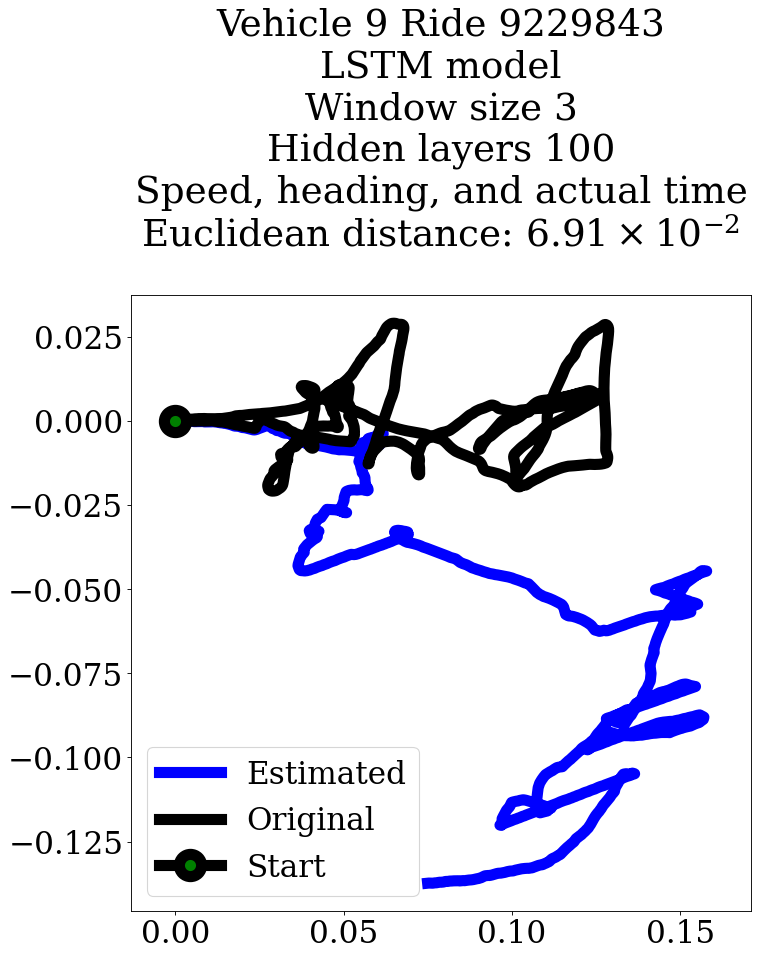 Vehicle 9 Ride 9229843
LSTM model
Window size 3
Hidden layers 100
Speed, heading, and actual time
Euclidean distance: 6.91 × 10⁻²
0.025
0.000
−0.025
−0.050
−0.075
−0.100
−0.125
Estimated
Original
Start
0.00 0.05 0.10 0.15